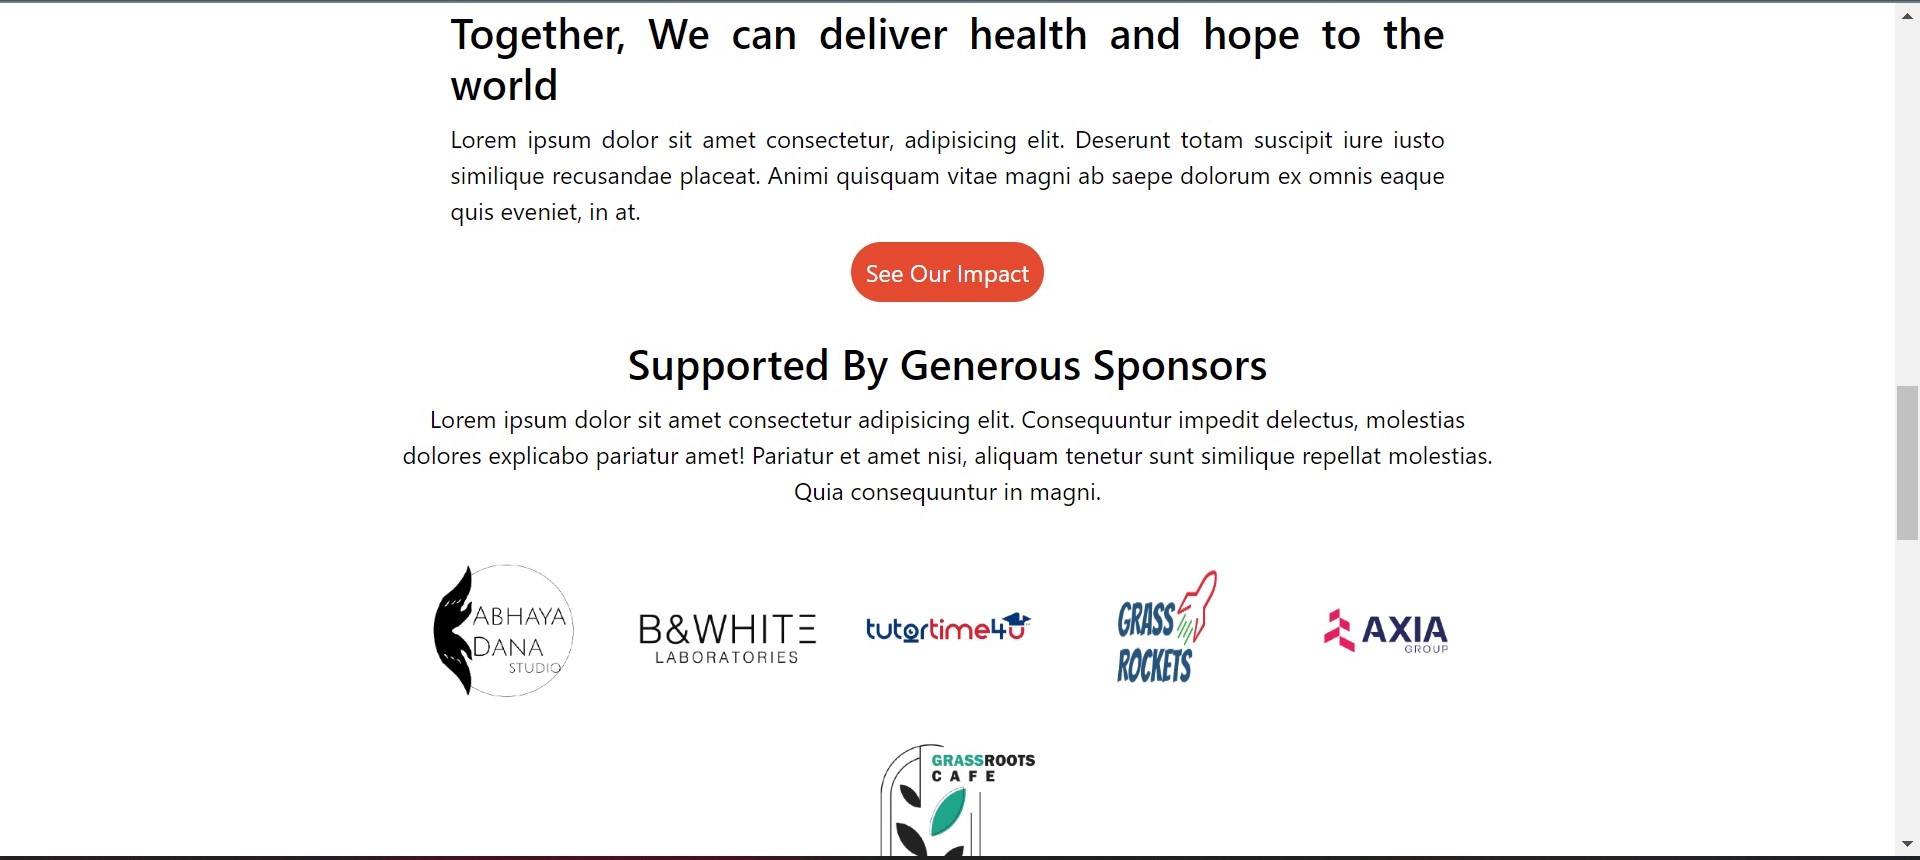 Together, We can deliver health and hope to the
world
Lorem ipsum dolor sit amet consectetur, adipisicing elit. Deserunt totam suscipit iure iusto
similique recusandae placeat. Animi quisquam vitae magni ab saepe dolorum ex omnis eaque
quis eveniet, in at.
See Our Impact
Supported By Generous Sponsors
Lorem ipsum dolor sit amet consectetur adipisicing elit. Consequuntur impedit delectus, molestias
dolores explicabo pariatur amet! Pariatur et amet nisi, aliquam tenetur sunt similique repellat molestias.
Quia consequuntur in magni.
ABHAYA
DANA
STUDIO
B&WHITE
LABORATORIES
tutortime4U
GRASS
ROCKETS
AXIA
GROUP
GRASSROOTS
CAFE